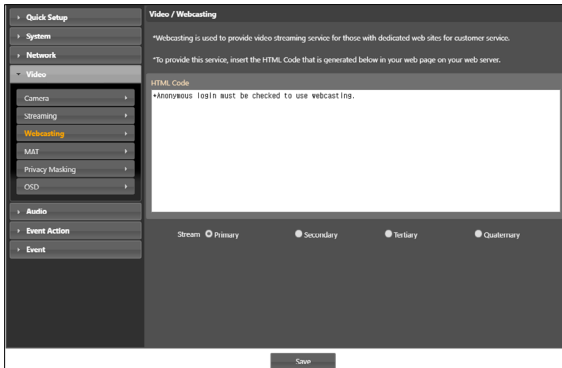 Quick Setup
System
Network
Video
Camera
Streaming
Webcasting
MAT
Privacy Masking
OSD
Audio
Event Action
Event
Video / Webcasting
*Webcasting is used to provide video streaming service for those with dedicated web sites for customer service.
*To provide this service, insert the HTML Code that is generated below in your web page on your web server.
HTML Code
*Anonymous login must be checked to use webcasting.
Stream Primary Secondary Tertiary Quaternary
Save